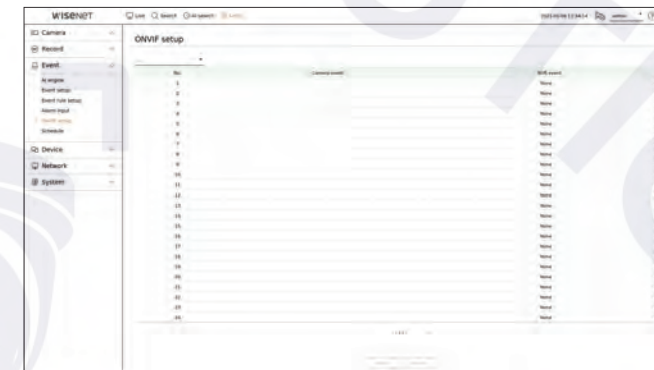 WISENET
Live Search AI search Setup
admin
Camera
Record
Event
AI engine
Event setup
Event rule setup
Alarm input
ONVIF setup
Schedule
Device
Network
System
ONVIF setup
No. Camera event NVR event
1 None
2 None
3 None
4 None
5 None
6 None
7 None
8 None
9 None
10 None
11 None
12 None
13 None
14 None
15 None
16 None
17 None
18 None
19 None
20 None
21 None
22 None
23 None
24 None